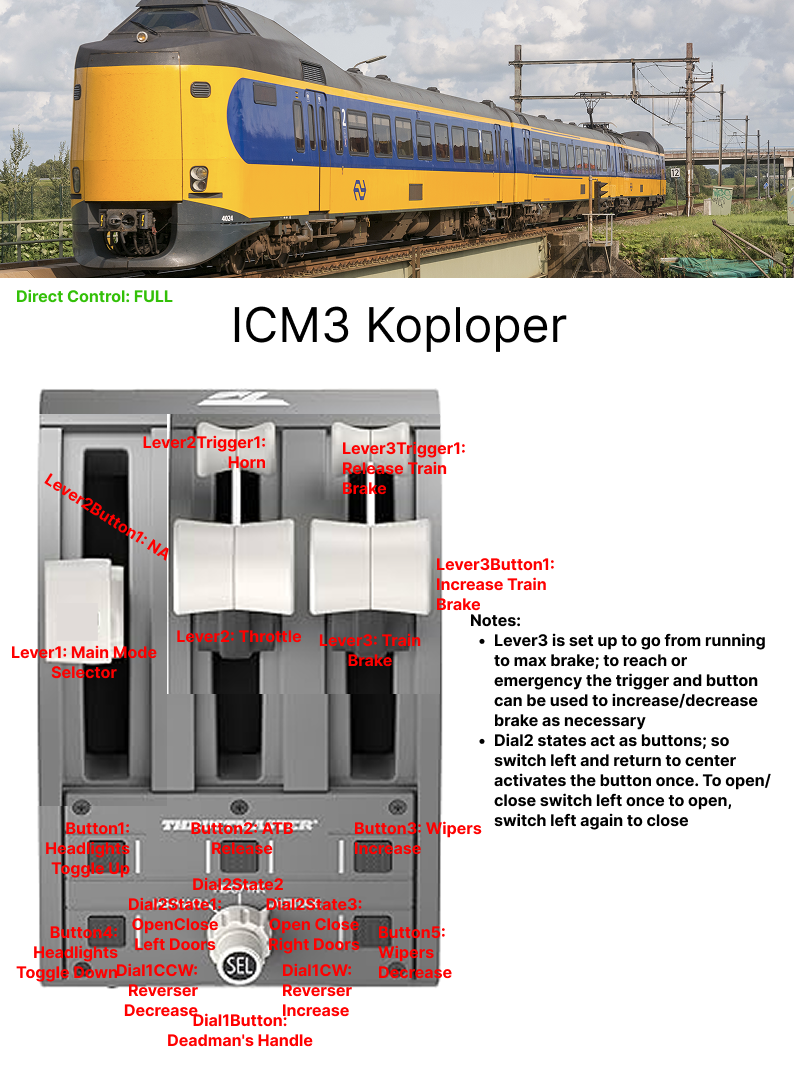 2
4024
12
Direct Control: FULL
ICM3 Koploper
Lever2Trigger1:
Horn
Lever3Trigger1:
Release Train
Brake
Lever2Button1: NA
Lever3Button1:
Increase Train
Brake
Lever1: Main Mode
Selector
Lever2: Throttle
Lever3: Train
Brake
Notes:
• Lever3 is set up to go from running
to max brake; to reach or
emergency the trigger and button
can be used to increase/decrease
brake as necessary
• Dial2 states act as buttons; so
switch left and return to center
activates the button once. To open/
close switch left once to open,
switch left again to close
Button1:
Headlights
Toggle Up
Button2: ATB
Release
Button3: Wipers
Increase
Dial2State2
Dial2State1:
OpenClose
Left Doors
Dial2State3:
Open Close
Right Doors
Button4:
Headlights
Toggle Down
Button5:
Wipers
Decrease
SEL
Dial1CCW:
Reverser
Decrease
Dial1CW:
Reverser
Increase
Dial1Button:
Deadman's Handle